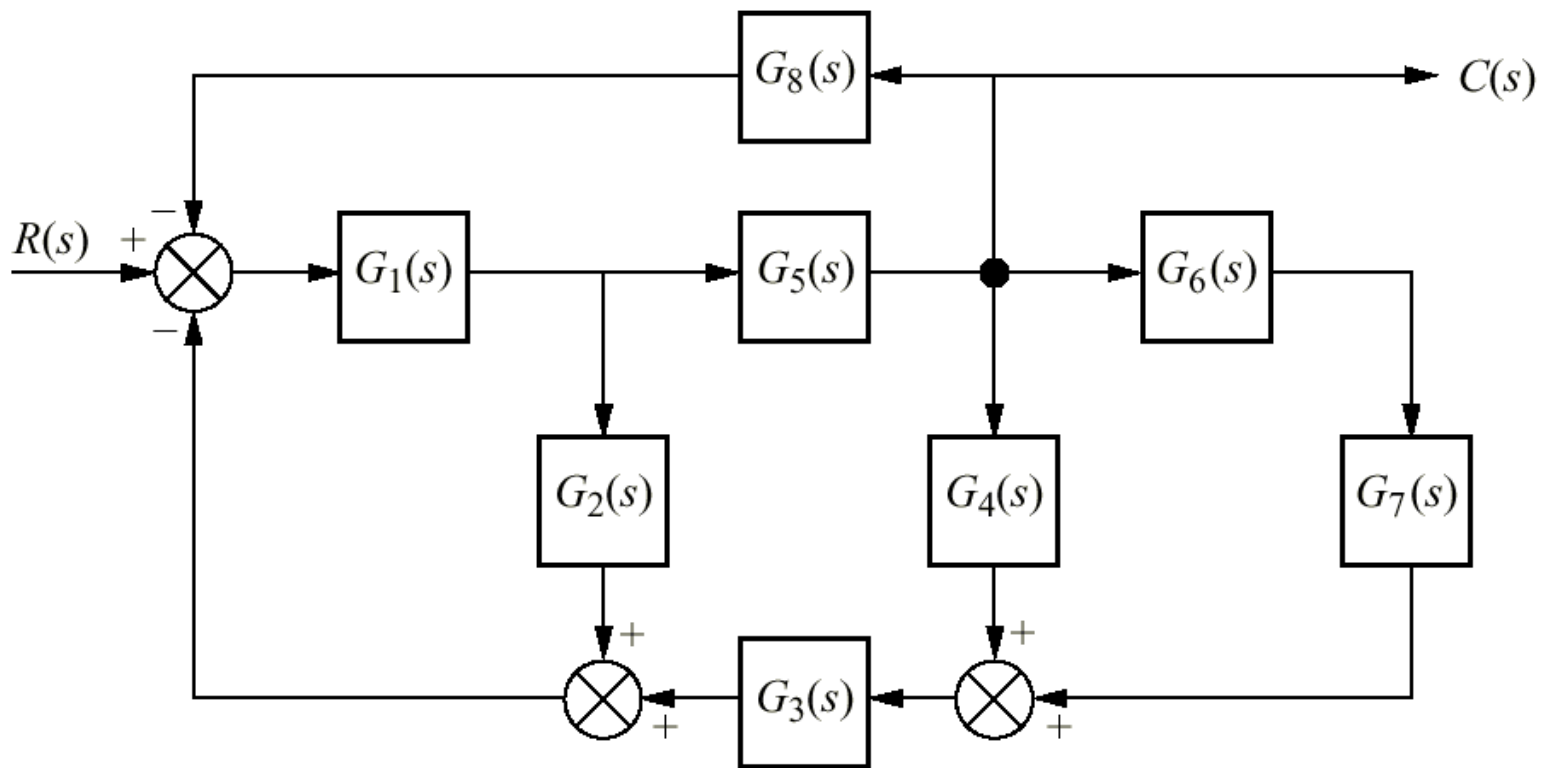 G8(s)
C(s)
−
R(s) +
G1(s) G5(s) G6(s)
−
G2(s) G4(s) G7(s)
+ +
G3(s)
+ +